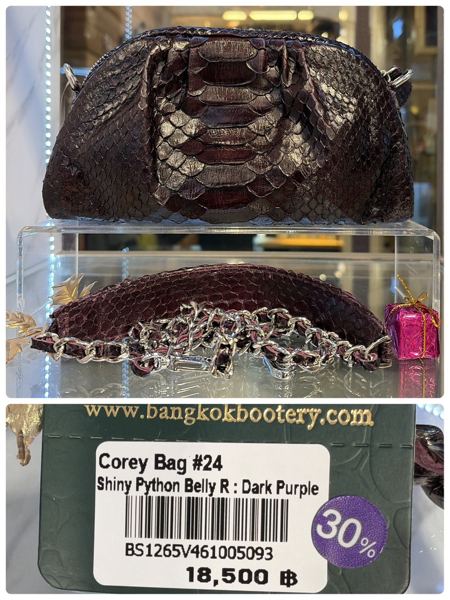 www.bangkokbootery.com
Corey Bag #24
Shiny Python Belly R : Dark Purple
BS1265V461005093
18,500 ฿
30%